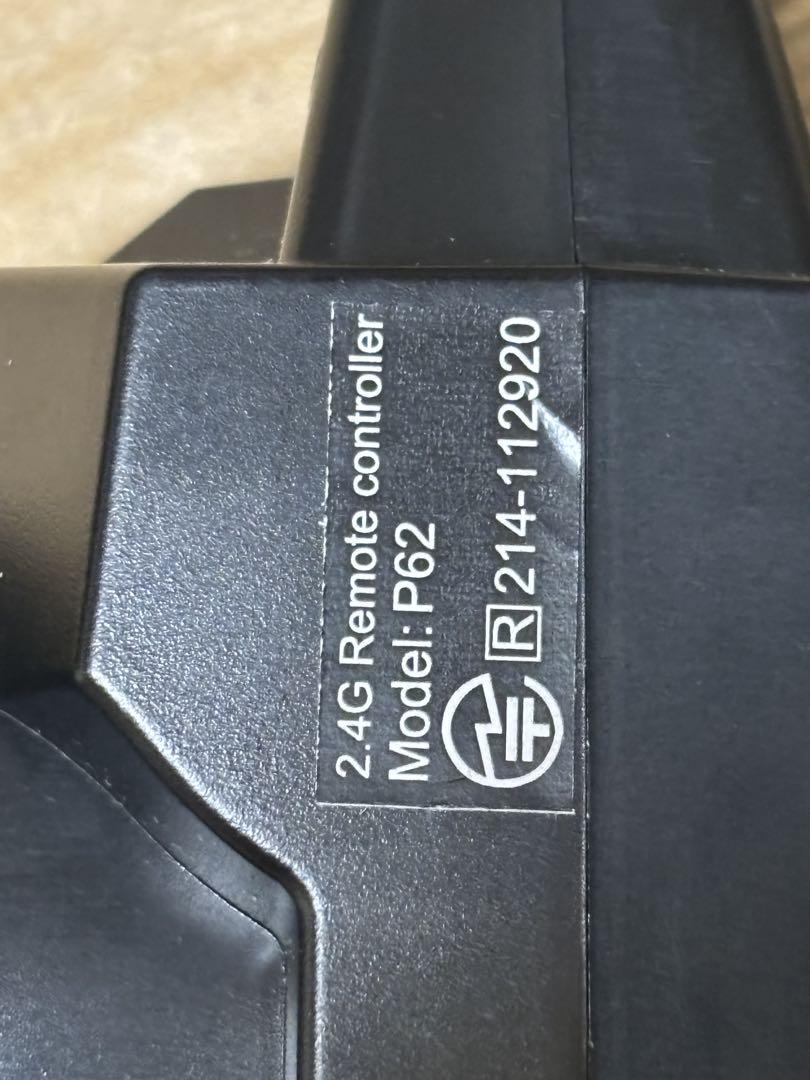 2.4G Remote controller
Model: P62
R 214-112920